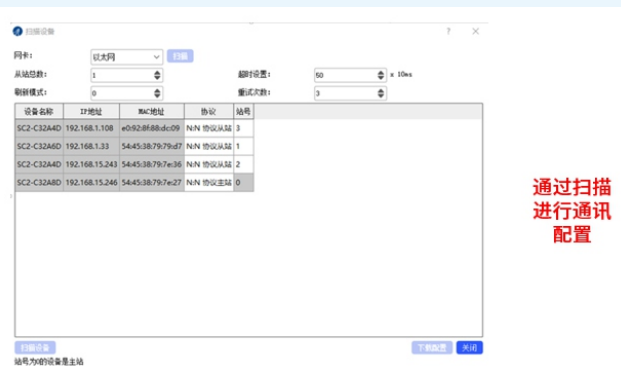 扫描设备
网卡： 以太网 扫描
从站总数： 1 超时设置： 50 x 10ms
刷新模式： 0 重试次数： 3
设备名称 IP地址 MAC地址 协议 站号
SC2-C32A4D 192.168.1.108 e0:92:8f:88:dc:09 N:N 协议从站 3
SC2-C32A6D 192.168.1.33 54:45:38:79:79:d7 N:N 协议从站 1
SC2-C32A4D 192.168.15.243 54:45:38:79:7e:36 N:N 协议从站 2
SC2-C32A8D 192.168.15.246 54:45:38:79:7e:27 N:N 协议主站 0
通过扫描
进行通讯
配置
扫描设备 下载配置 关闭
站号为0的设备是主站